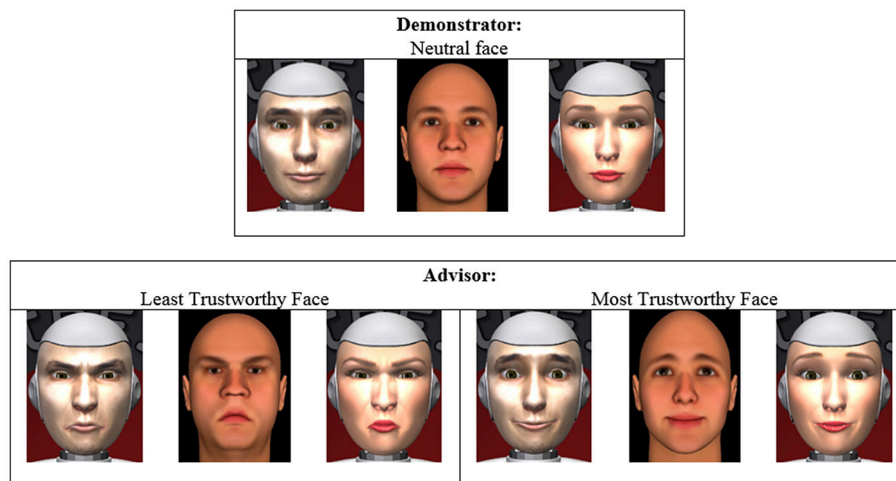 Demonstrator:
Neutral face
Advisor:
Least Trustworthy Face
Most Trustworthy Face